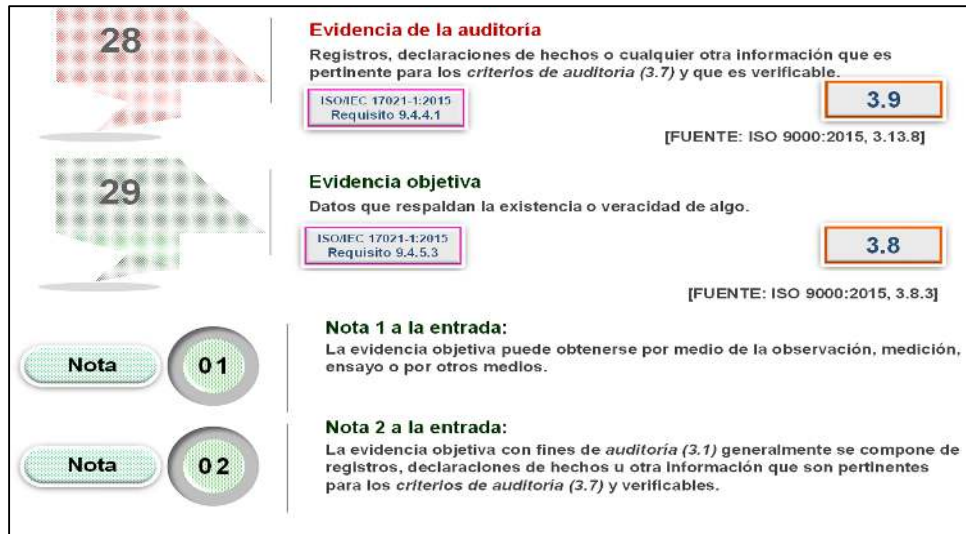 28
Evidencia de la auditoría
Registros, declaraciones de hechos o cualquier otra información que es
pertinente para los criterios de auditoria (3.7) y que es verificable.
ISO/IEC 17021-1:2015
Requisito 9.4.4.1
3.9
[FUENTE: ISO 9000:2015, 3.13.8]
29
Evidencia objetiva
Datos que respaldan la existencia o veracidad de algo.
ISO/IEC 17021-1:2015
Requisito 9.4.5.3
3.8
[FUENTE: ISO 9000:2015, 3.8.3]
Nota
01
Nota 1 a la entrada:
La evidencia objetiva puede obtenerse por medio de la observación, medición,
ensayo o por otros medios.
Nota
02
Nota 2 a la entrada:
La evidencia objetiva con fines de auditoría (3.1) generalmente se compone de
registros, declaraciones de hechos u otra información que son pertinentes
para los criterios de auditoría (3.7) y verificables.